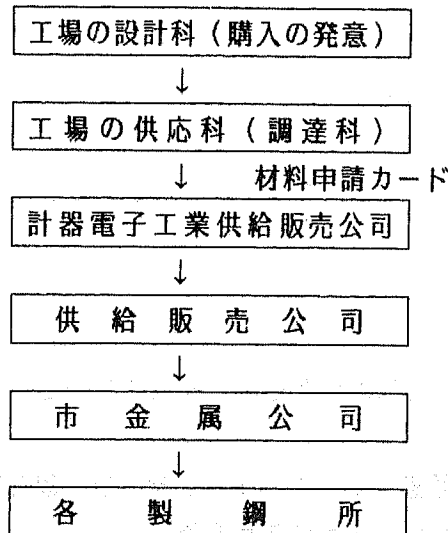 工場の設計科（購入の発意）
↓
工場の供応科（調達科）
↓ 材料申請カード
計器電子工業供給販売公司
↓
供給販売公司
↓
市金属公司
↓
各製鋼所